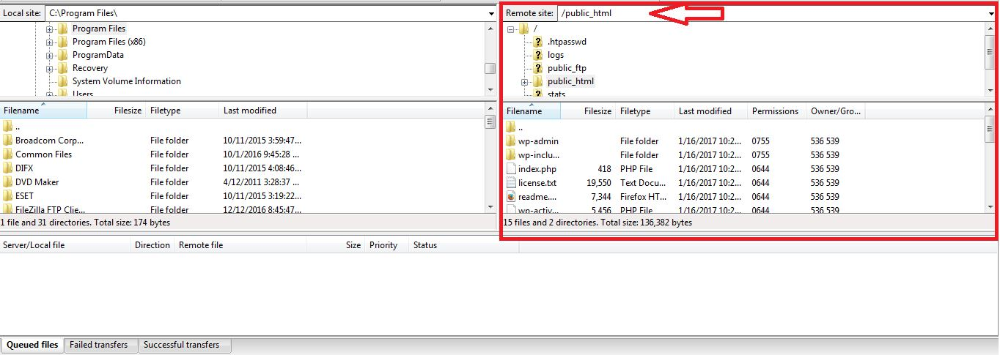 Local site: C:\Program Files\
Program Files
Program Files (x86)
ProgramData
Recovery
System Volume Information
Users
Filename Filesize Filetype Last modified
..
Broadcom Corp... File folder 10/11/2015 3:59:47...
Common Files File folder 10/1/2016 9:45:28 ...
DIFX File folder 10/11/2015 4:08:46...
DVD Maker File folder 4/12/2011 3:28:37 ...
ESET File folder 10/11/2015 3:19:22...
FileZilla FTP Clie... File folder 12/12/2016 8:45:47...
1 file and 31 directories. Total size: 174 bytes
Remote site: /public_html
/
.htpasswd
logs
public_ftp
public_html
stats
Filename Filesize Filetype Last modified Permissions Owner/Gro...
..
wp-admin File folder 1/16/2017 10:2... 0755 536 539
wp-inclu... File folder 1/16/2017 10:2... 0755 536 539
index.php 418 PHP File 1/16/2017 10:2... 0644 536 539
license.txt 19,550 Text Docu... 1/16/2017 10:2... 0644 536 539
readme.... 7,344 Firefox HT... 1/16/2017 10:2... 0644 536 539
wp-activ... 5,456 PHP File 1/16/2017 10:2... 0644 536 539
15 files and 2 directories. Total size: 136,382 bytes
Server/Local file Direction Remote file Size Priority Status
Queued files Failed transfers Successful transfers